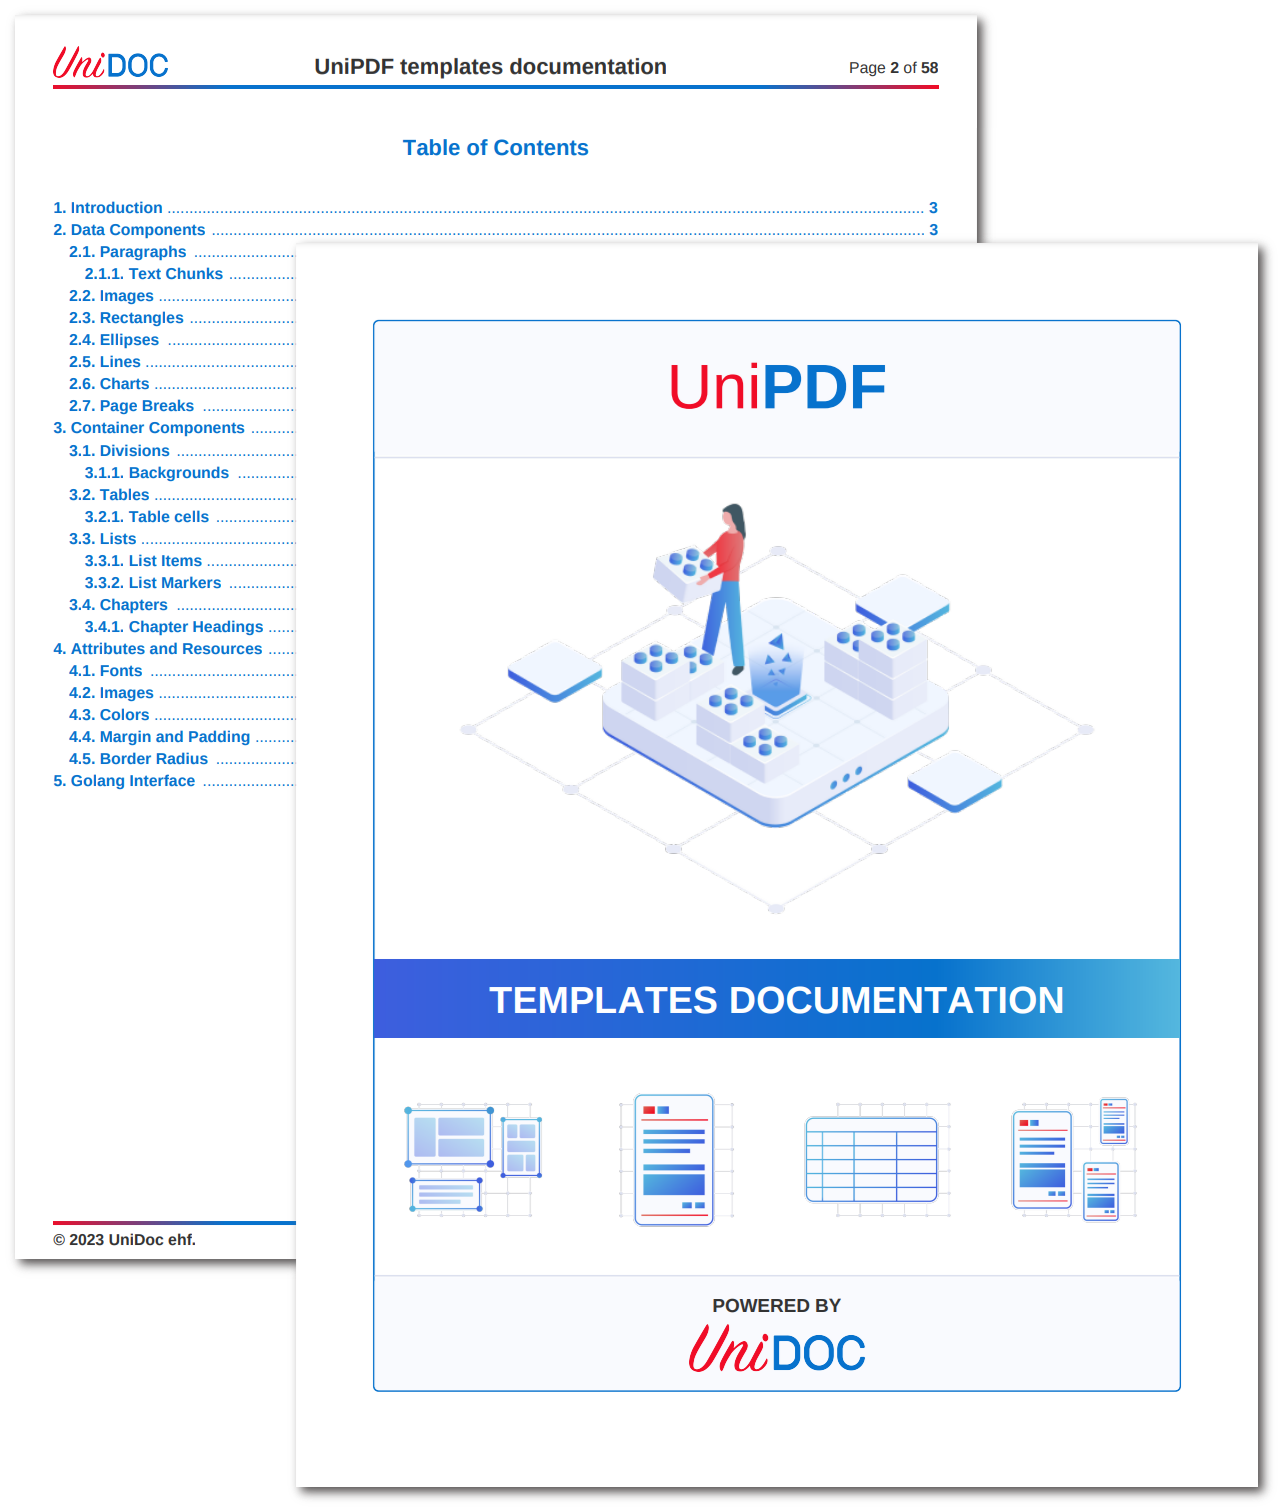 UniDOC
UniPDF templates documentation
Page 2 of 58
Table of Contents
1. Introduction ........ 3
2. Data Components ........ 3
2.1. Paragraphs ........
2.1.1. Text Chunks ........
2.2. Images ........
2.3. Rectangles ........
2.4. Ellipses ........
2.5. Lines ........
2.6. Charts ........
2.7. Page Breaks ........
3. Container Components ........
3.1. Divisions ........
3.1.1. Backgrounds ........
3.2. Tables ........
3.2.1. Table cells ........
3.3. Lists ........
3.3.1. List Items ........
3.3.2. List Markers ........
3.4. Chapters ........
3.4.1. Chapter Headings ........
4. Attributes and Resources ........
4.1. Fonts ........
4.2. Images ........
4.3. Colors ........
4.4. Margin and Padding ........
4.5. Border Radius ........
5. Golang Interface ........
© 2023 UniDoc ehf.
UniPDF
TEMPLATES DOCUMENTATION
POWERED BY
UniDOC